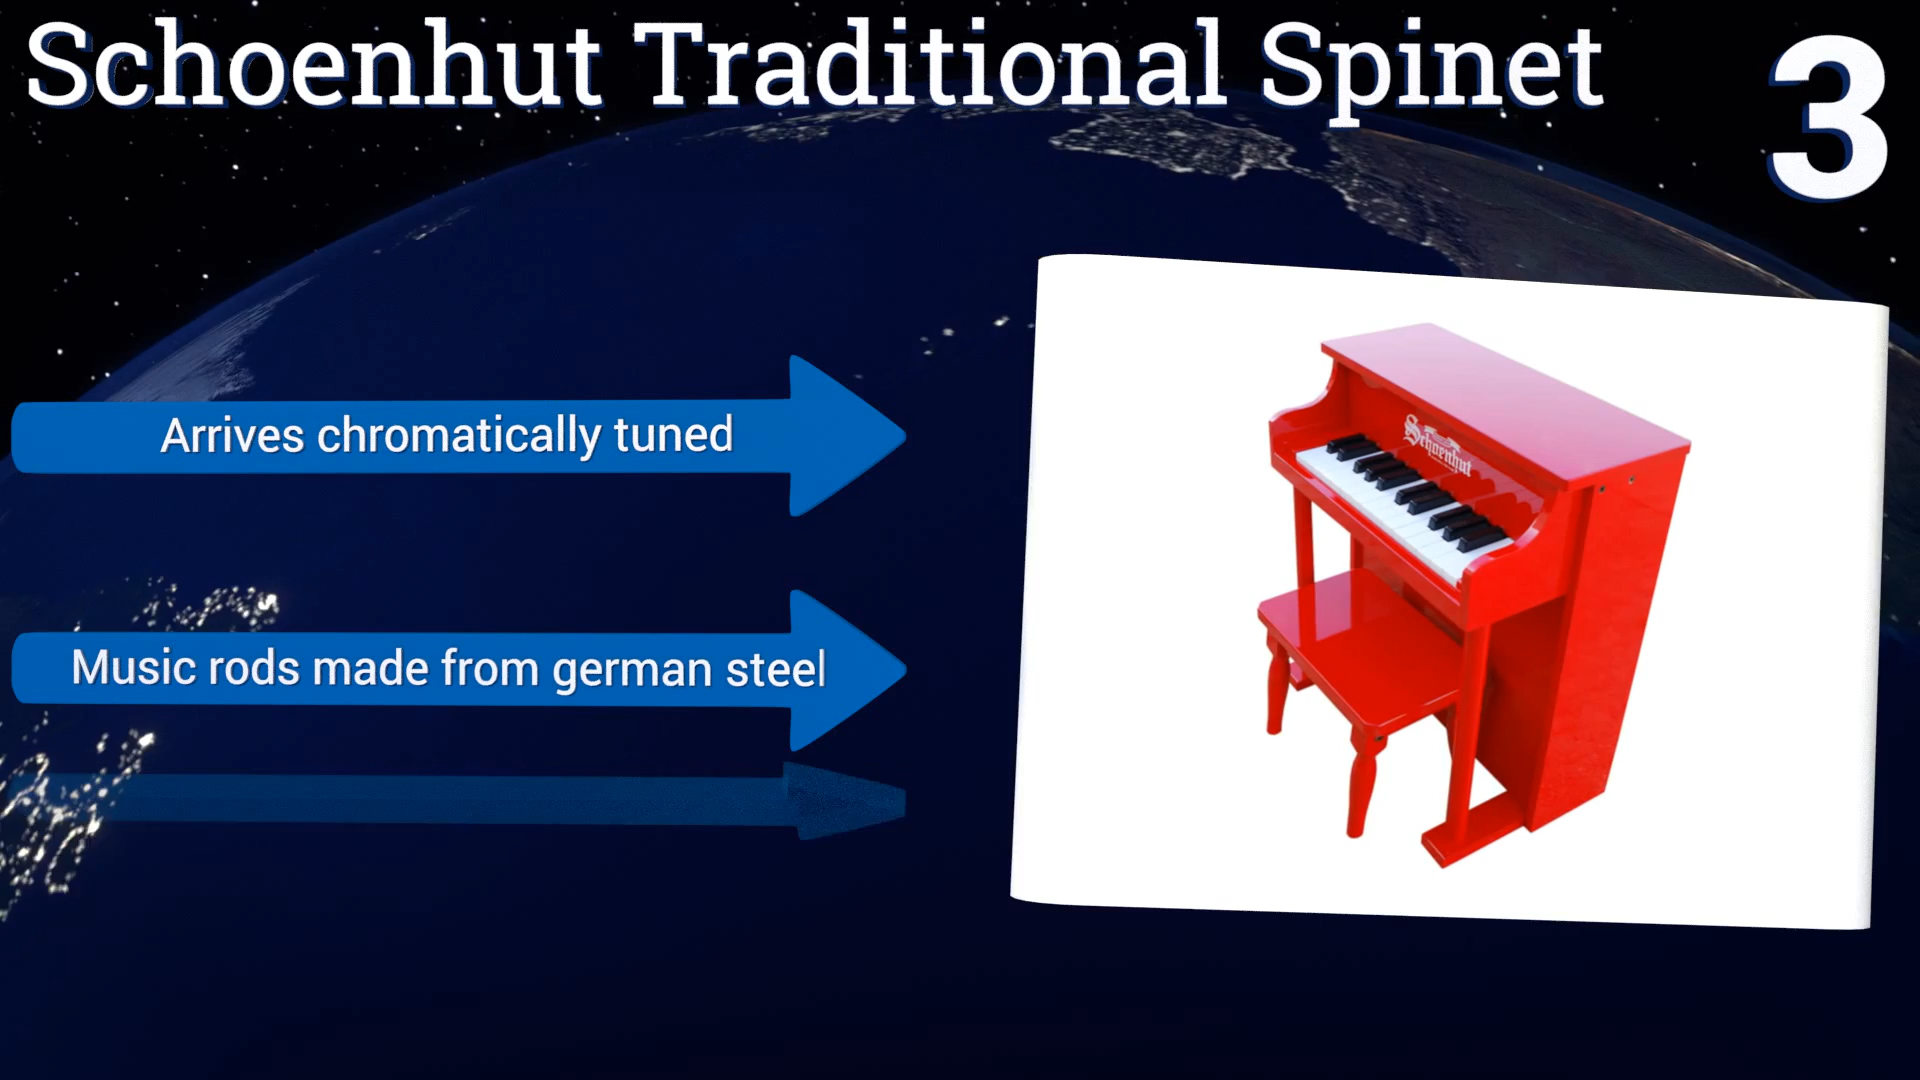 Schoenhut Traditional Spinet
3
Arrives chromatically tuned
Schoenhut
Music rods made from german steel